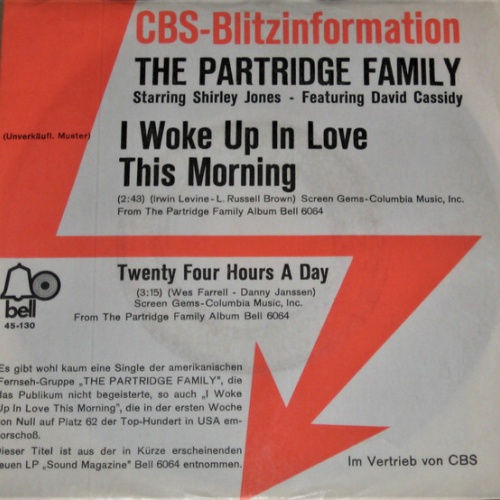 CBS-Blitzinformation
THE PARTRIDGE FAMILY
Starring Shirley Jones - Featuring David Cassidy
(Unverkäufl. Muster)
I Woke Up In Love
This Morning
(2:43) (Irwin Levine - L. Russell Brown) Screen Gems-Columbia Music, Inc.
From The Partridge Family Album Bell 6064
Twenty Four Hours A Day
(3:15) (Wes Farrell - Danny Janssen)
Screen Gems-Columbia Music, Inc.
From The Partridge Family Album Bell 6064
bell
45-130
Es gibt wohl kaum eine Single der amerikanischen
Fernseh-Gruppe „THE PARTRIDGE FAMILY", die
das Publikum nicht begeisterte, so auch „I Woke
Up In Love This Morning", die in der ersten Woche
von Null auf Platz 62 der Top-Hundert in USA em-
porschoß.
Dieser Titel ist aus der in Kürze erscheinenden
neuen LP „Sound Magazine" Bell 6064 entnommen.
Im Vertrieb von CBS